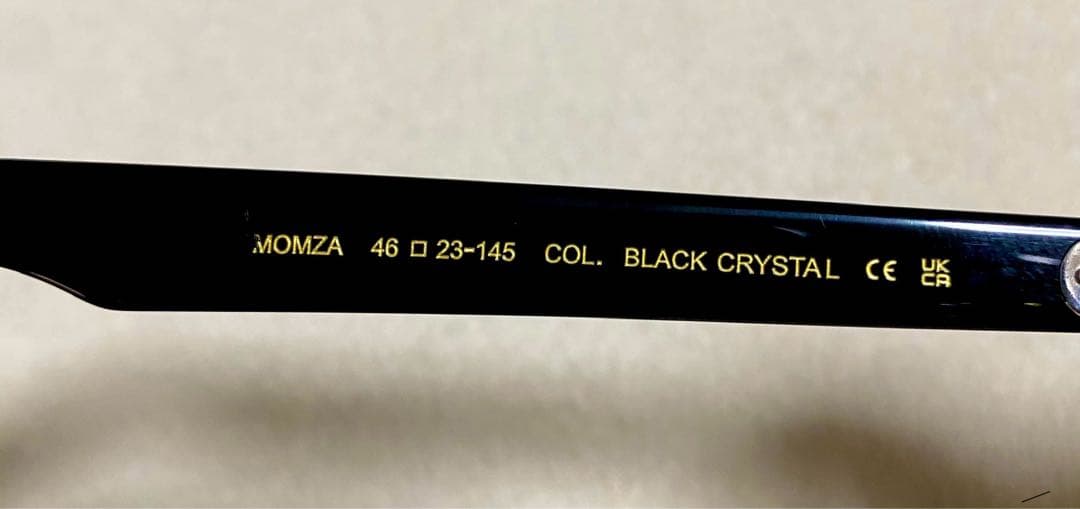 MOMZA 46 □ 23-145 COL. BLACK CRYSTAL CE UK CA